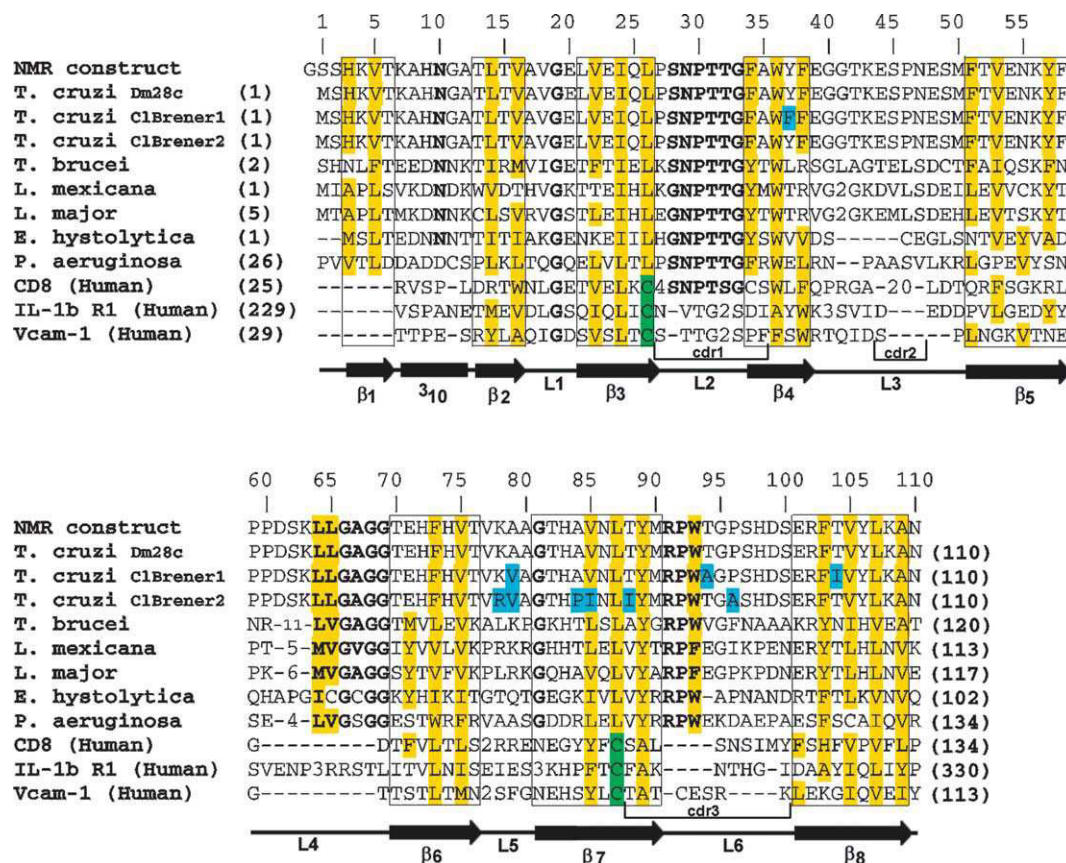 1 5 10 15 20 25 30 35 40 45 50 55
NMR construct GSSHKVTKAHNGATLTVAVGELVEIQLPSNPTTGFAWYFEGGTKESPNESMFTVENKYF
T. cruzi Dm28c (1) MSHKVTKAHNGATLTVAVGELVEIQLPSNPTTGFAWYFEGGTKESPNESMFTVENKYF
T. cruzi ClBrener1 (1) MSHKVTKAHNGATLTVAVGELVEIQLPSNPTTGFAWFFEGGTKESPNESMFTVENKYF
T. cruzi ClBrener2 (1) MSHKVTKAHNGATLTVAVGELVEIQLPSNPTTGFAWYFEGGTKESPNESMFTVENKYF
T. brucei (2) SHNLFTEEDNNKTIRMVIGEFTIELKSNPTTGYTWLRSGLAGTELSDCTFAIQSKFN
L. mexicana (1) MIAPLSVKDNDKWVDTHVGKTTEIHLKGNPTTGYMWTRVG2GKDVLSDEILEVVCKYT
L. major (5) MTAPLTMKDNNKCLSVRVGSTLEIHLEGNPTTGYTWTRVG2GKEMLSDEHLEVTSKYT
E. hystolytica (1) --MSLTEDNNTTITIAKGENKEIILHGNPTTGYSWVVDS-----CEGLSNTVEYVAD
P. aeruginosa (26) PVVTLDDADDCSPLKLTQGQELVLTLPSNPTTGFRWELRN--PAASVLKRLGPEVYSN
CD8 (Human) (25) ------RVSP-LDRTWNLGETVELKC4SNPTSGCSWLFQPRGA-20-LDTQRFSGKRL
IL-1b R1 (Human) (229) ------VSPANETMEVDLGSQIQLICN-VTG2SDIAYWK3SVID----EDDPVLGEDYY
Vcam-1 (Human) (29) ------TTPE-SRYLAQIGDSVSLTCS-TTG2SPFFSWRTQIDS------PLNGKVTNE
cdr1 cdr2
β1 310 β2 L1 β3 L2 β4 L3 β5
60 65 70 75 80 85 90 95 100 105 110
NMR construct PPDSKLLGAGGTEHFHVTVKAAGTHAVNLTYMRPWTGPSHDSERFTVYLKAN
T. cruzi Dm28c PPDSKLLGAGGTEHFHVTVKAAGTHAVNLTYMRPWTGPSHDSERFTVYLKAN (110)
T. cruzi ClBrener1 PPDSKLLGAGGTEHFHVTVKVAGTHAVNLTYMRPWAGPSHDSERFIVYLKAN (110)
T. cruzi ClBrener2 PPDSKLLGAGGTEHFHVTVRVAGTHPINLIYMRPWTGASHDSERFTVYLKAN (110)
T. brucei NR-11-LVGAGGTMVLEVKALKPGKHTLSLAYGRPWVGFNAAAKRYNIHVEAT (120)
L. mexicana PT-5-MVGVGGIYVVLVKPRKRGHHTLELVYTRPFEGIKPENERYTLHLNVK (113)
L. major PK-6-MVGAGGSYTVFVKPLRKGQHAVQLVYARPFEGPKPDNERYTLHLNVE (117)
E. hystolytica QHAPGICGCGGKYHIKITGTQTGEGKIVLVYRRPW-APNANDRTFTLKVNVQ (102)
P. aeruginosa SE-4-LVGSGGESTWRFRVAASGDDRLELVYRRPWEKDAEPAESFSCAIQVR (134)
CD8 (Human) G---------DTFVLTLS2RRENEGYYFCSAL----SNSIMYFSHFVPVFLP (134)
IL-1b R1 (Human) SVENP3RRSTLITVLNISEIES3KHPFTCFAK----NTHG-IDAAYIQLIYP (330)
Vcam-1 (Human) G---------TTSTLTMN2SFGNEHSYLCTAT--CESR---KLEKGIQVEIY (113)
cdr3
L4 β6 L5 β7 L6 β8